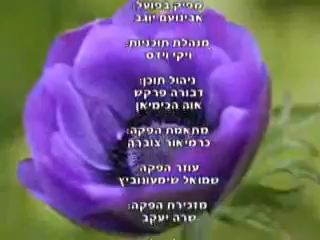 מפיק בפועל:
אבינועם יוגב
מנהלת תוכניות:
ויקי וידס
ניהול תוכן:
דבורה פרקש
אוה הכימיאן
מתאמת הפקה:
כרמיאור צוברה
עוזר הפקה
שמואל שימעונוביץ
מזכירת הפקה:
שרה יעקב